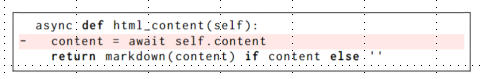 async def html_content(self):
-   content = await self.content
    return markdown(content) if content else ''